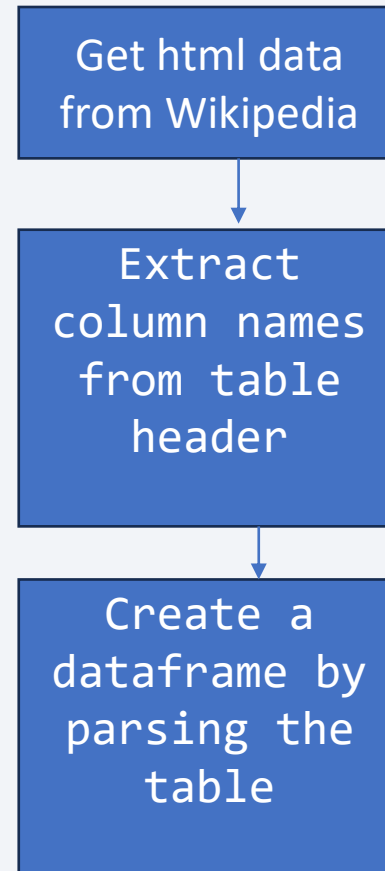 Get html data
from Wikipedia
Extract
column names
from table
header
Create a
dataframe by
parsing the
table